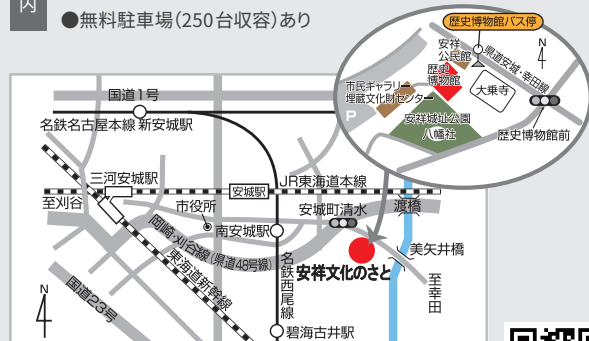 内
●無料駐車場(250台収容)あり
歴史博物館バス停
安祥
公民館
県道安城・幸田線
N
歴史
博物館
大乗寺
市民ギャラリー
埋蔵文化財センター
P
安祥城址公園
八幡社
歴史博物館前
国道1号
名鉄名古屋本線 新安城駅
三河安城駅
安城駅
JR東海道本線
至刈谷
市役所
安城町清水
渡橋
南安城駅
岡崎・刈谷線(県道48号線)
東海道新幹線
名鉄西尾線
安祥文化のさと
美矢井橋
至幸田
国道23号
N
碧海古井駅